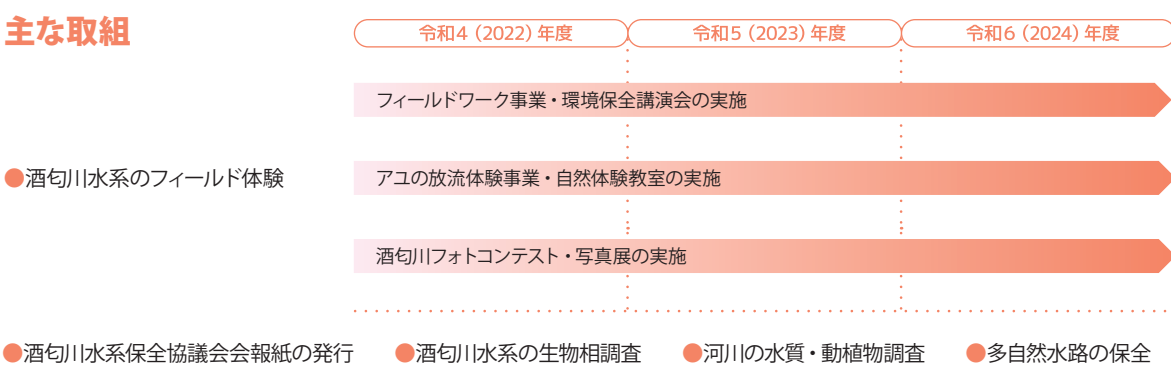 主な取組
令和4（2022）年度 令和5（2023）年度 令和6（2024）年度
フィールドワーク事業・環境保全講演会の実施
●酒匂川水系のフィールド体験 アユの放流体験事業・自然体験教室の実施
酒匂川フォトコンテスト・写真展の実施
●酒匂川水系保全協議会会報紙の発行 ●酒匂川水系の生物相調査 ●河川の水質・動植物調査 ●多自然水路の保全